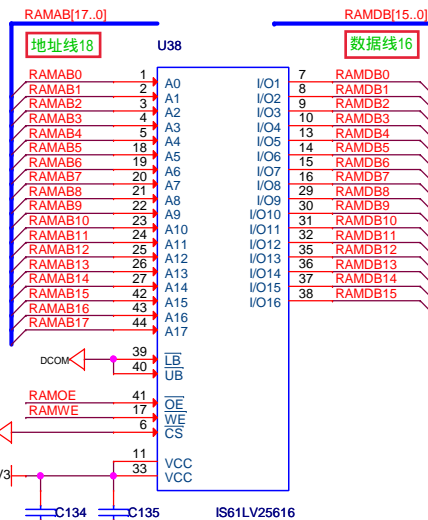 RAMAB[17..0] RAMDB[15..0]
地址线18 U38 数据线16
RAMAB0 1 A0 I/O1 7 RAMDB0
RAMAB1 2 A1 I/O2 8 RAMDB1
RAMAB2 3 A2 I/O3 9 RAMDB2
RAMAB3 4 A3 I/O4 10 RAMDB3
RAMAB4 5 A4 I/O5 13 RAMDB4
RAMAB5 18 A5 I/O6 14 RAMDB5
RAMAB6 19 A6 I/O7 15 RAMDB6
RAMAB7 20 A7 I/O8 16 RAMDB7
RAMAB8 21 A8 I/O9 29 RAMDB8
RAMAB9 22 A9 I/O10 30 RAMDB9
RAMAB10 23 A10 I/O11 31 RAMDB10
RAMAB11 24 A11 I/O12 32 RAMDB11
RAMAB12 25 A12 I/O13 35 RAMDB12
RAMAB13 26 A13 I/O14 36 RAMDB13
RAMAB14 27 A14 I/O15 37 RAMDB14
RAMAB15 42 A15 I/O16 38 RAMDB15
RAMAB16 43 A16
RAMAB17 44 A17
DCOM 39 LB
40 UB
RAMOE 41 OE
RAMWE 17 WE
6 CS
11 VCC
V3 33 VCC
C134 C135 IS61LV25616